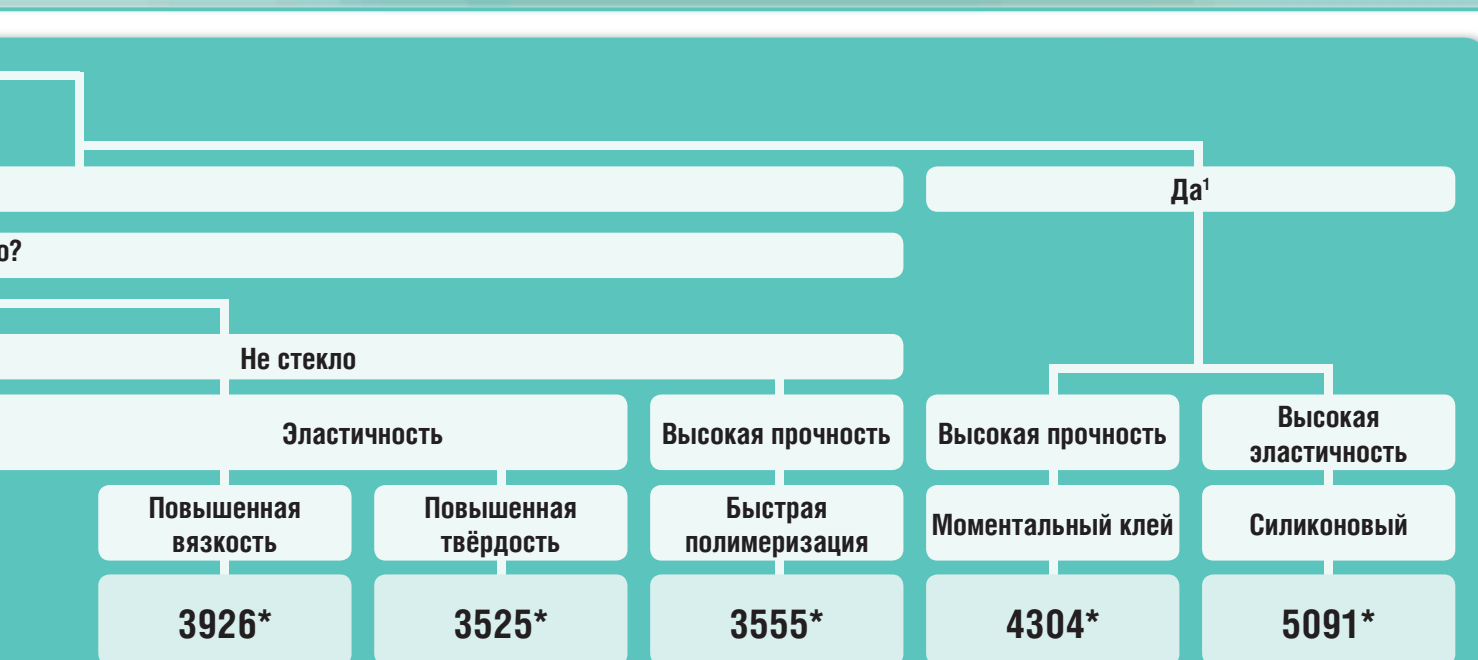 Да¹
о?
Не стекло
Эластичность
Высокая прочность
Высокая прочность
Высокая
эластичность
Повышенная
вязкость
Повышенная
твёрдость
Быстрая
полимеризация
Моментальный клей
Силиконовый
3926*
3525*
3555*
4304*
5091*